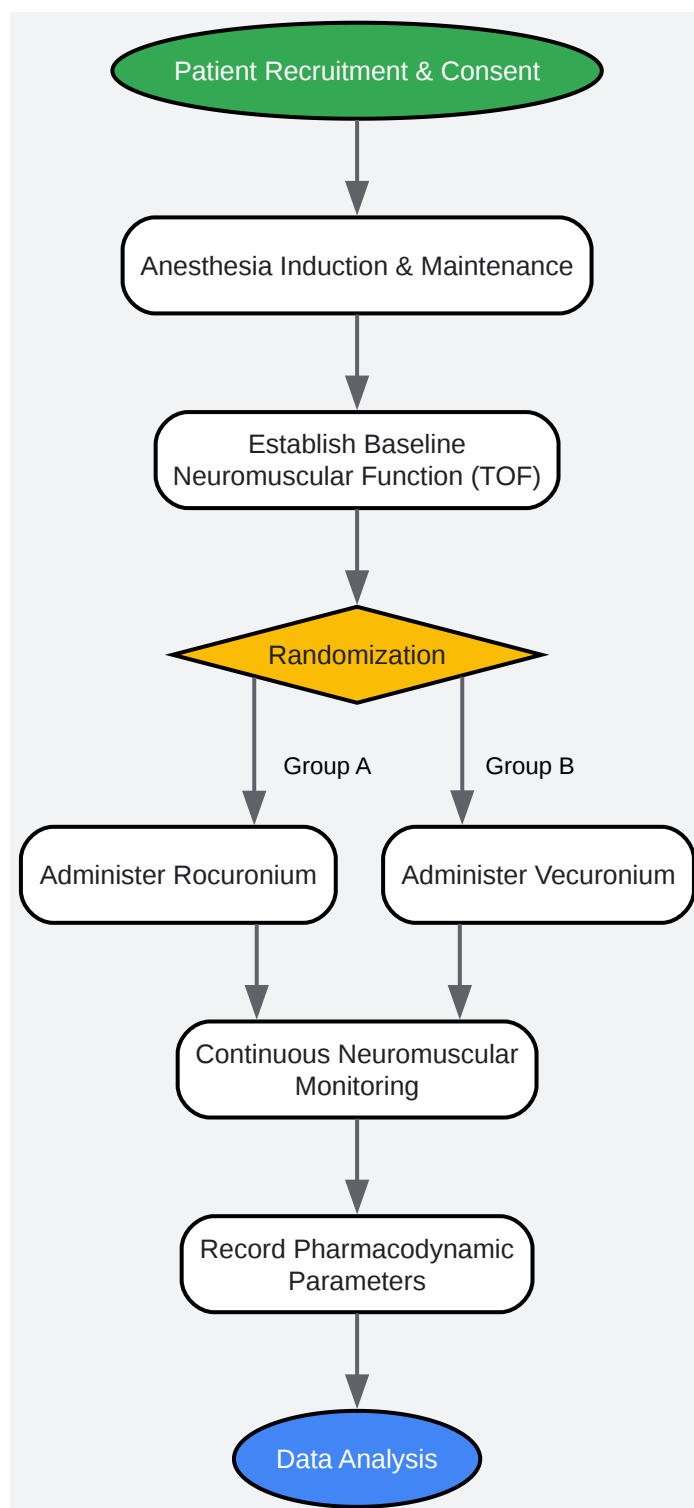 Patient Recruitment & Consent
Anesthesia Induction & Maintenance
Establish Baseline
Neuromuscular Function (TOF)
Randomization
Group A
Group B
Administer Rocuronium
Administer Vecuronium
Continuous Neuromuscular
Monitoring
Record Pharmacodynamic
Parameters
Data Analysis